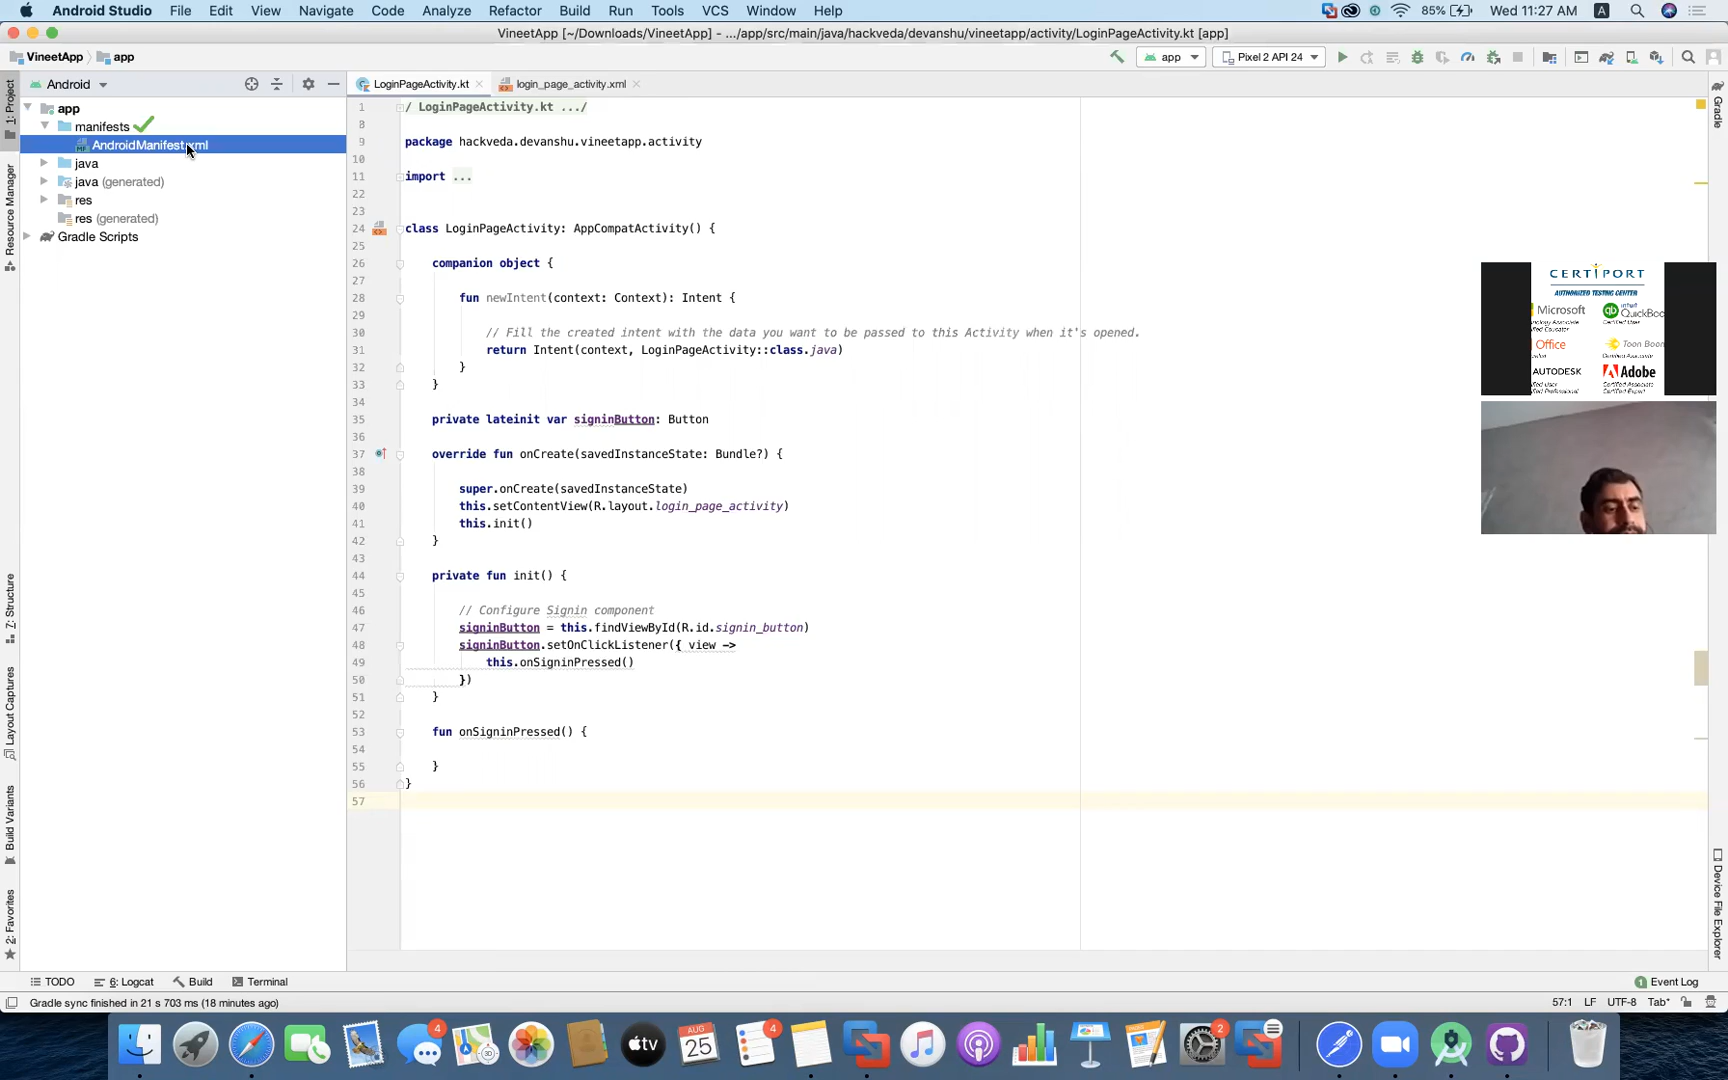 Android Studio File Edit View Navigate Code Analyze Refactor Build Run Tools VCS Window Help 85% Wed 11:27 AM A
VineetApp [~/Downloads/VineetApp] - .../app/src/main/java/hackveda/devanshu/vineetapp/activity/LoginPageActivity.kt [app]
VineetApp app
app Pixel 2 API 24
Android
LoginPageActivity.kt login_page_activity.xml
app
manifests
AndroidManifest.xml
java
java (generated)
res
res (generated)
Gradle Scripts
1: Project
Resource Manager
7: Structure
Layout Captures
Build Variants
2: Favorites
1 / LoginPageActivity.kt .../
8
9 package hackveda.devanshu.vineetapp.activity
10
11 import ...
22
23
24 class LoginPageActivity: AppCompatActivity() {
25
26 companion object {
27
28 fun newIntent(context: Context): Intent {
29
30 // Fill the created intent with the data you want to be passed to this Activity when it's opened.
31 return Intent(context, LoginPageActivity::class.java)
32 }
33 }
34
35 private lateinit var signinButton: Button
36
37 override fun onCreate(savedInstanceState: Bundle?) {
38
39 super.onCreate(savedInstanceState)
40 this.setContentView(R.layout.login_page_activity)
41 this.init()
42 }
43
44 private fun init() {
45
46 // Configure Signin component
47 signinButton = this.findViewById(R.id.signin_button)
48 signinButton.setOnClickListener({ view ->
49 this.onSigninPressed()
50 })
51 }
52
53 fun onSigninPressed() {
54
55 }
56 }
57
CERTIPORT
AUTHORIZED TESTING CENTER
Microsoft
QuickBoo
Office
Toon Boon
AUTODESK
Adobe
Gradle
Device File Explorer
TODO 6: Logcat Build Terminal 1 Event Log
Gradle sync finished in 21 s 703 ms (18 minutes ago) 57:1 LF UTF-8 Tab*
4
tv
AUG
25
4
2